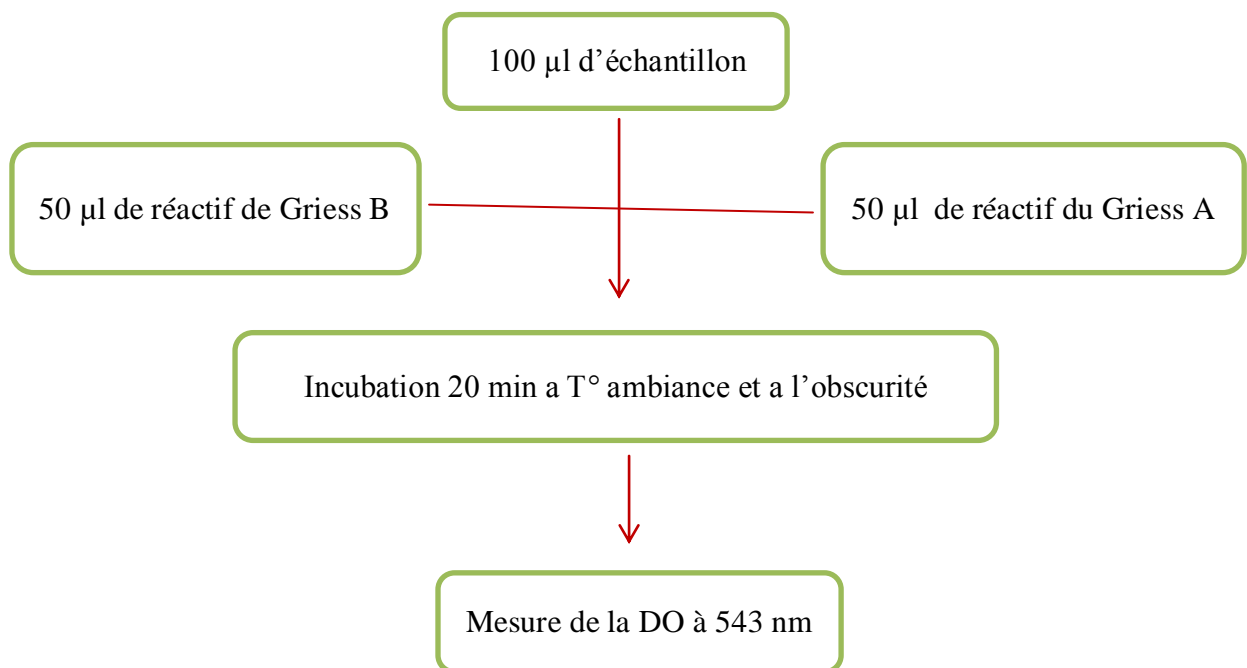 100 µl d’échantillon
50 µl de réactif de Griess B
50 µl de réactif du Griess A
Incubation 20 min a T° ambiance et a l’obscurité
Mesure de la DO à 543 nm